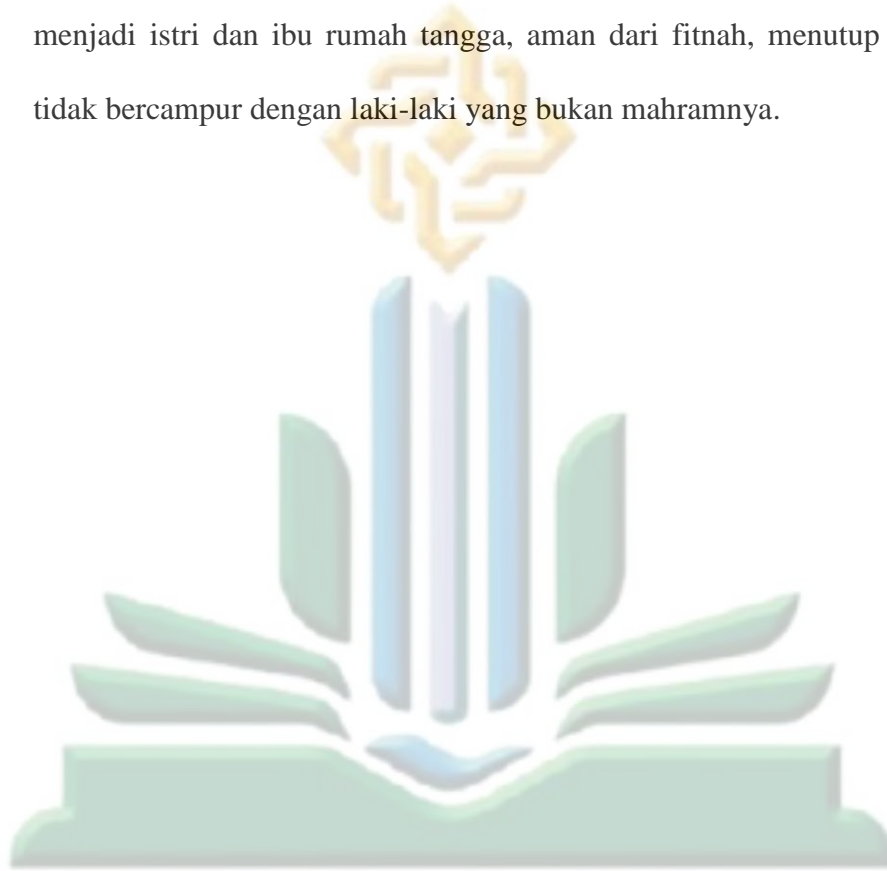 menjadi istri dan ibu rumah tangga, aman dari fitnah, menutup
tidak bercampur dengan laki-laki yang bukan mahramnya.